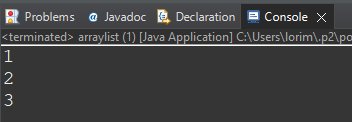 Problems Javadoc Declaration Console
<terminated> arraylist (1) [Java Application] C:\Users\lorim\.p2\po
1
2
3